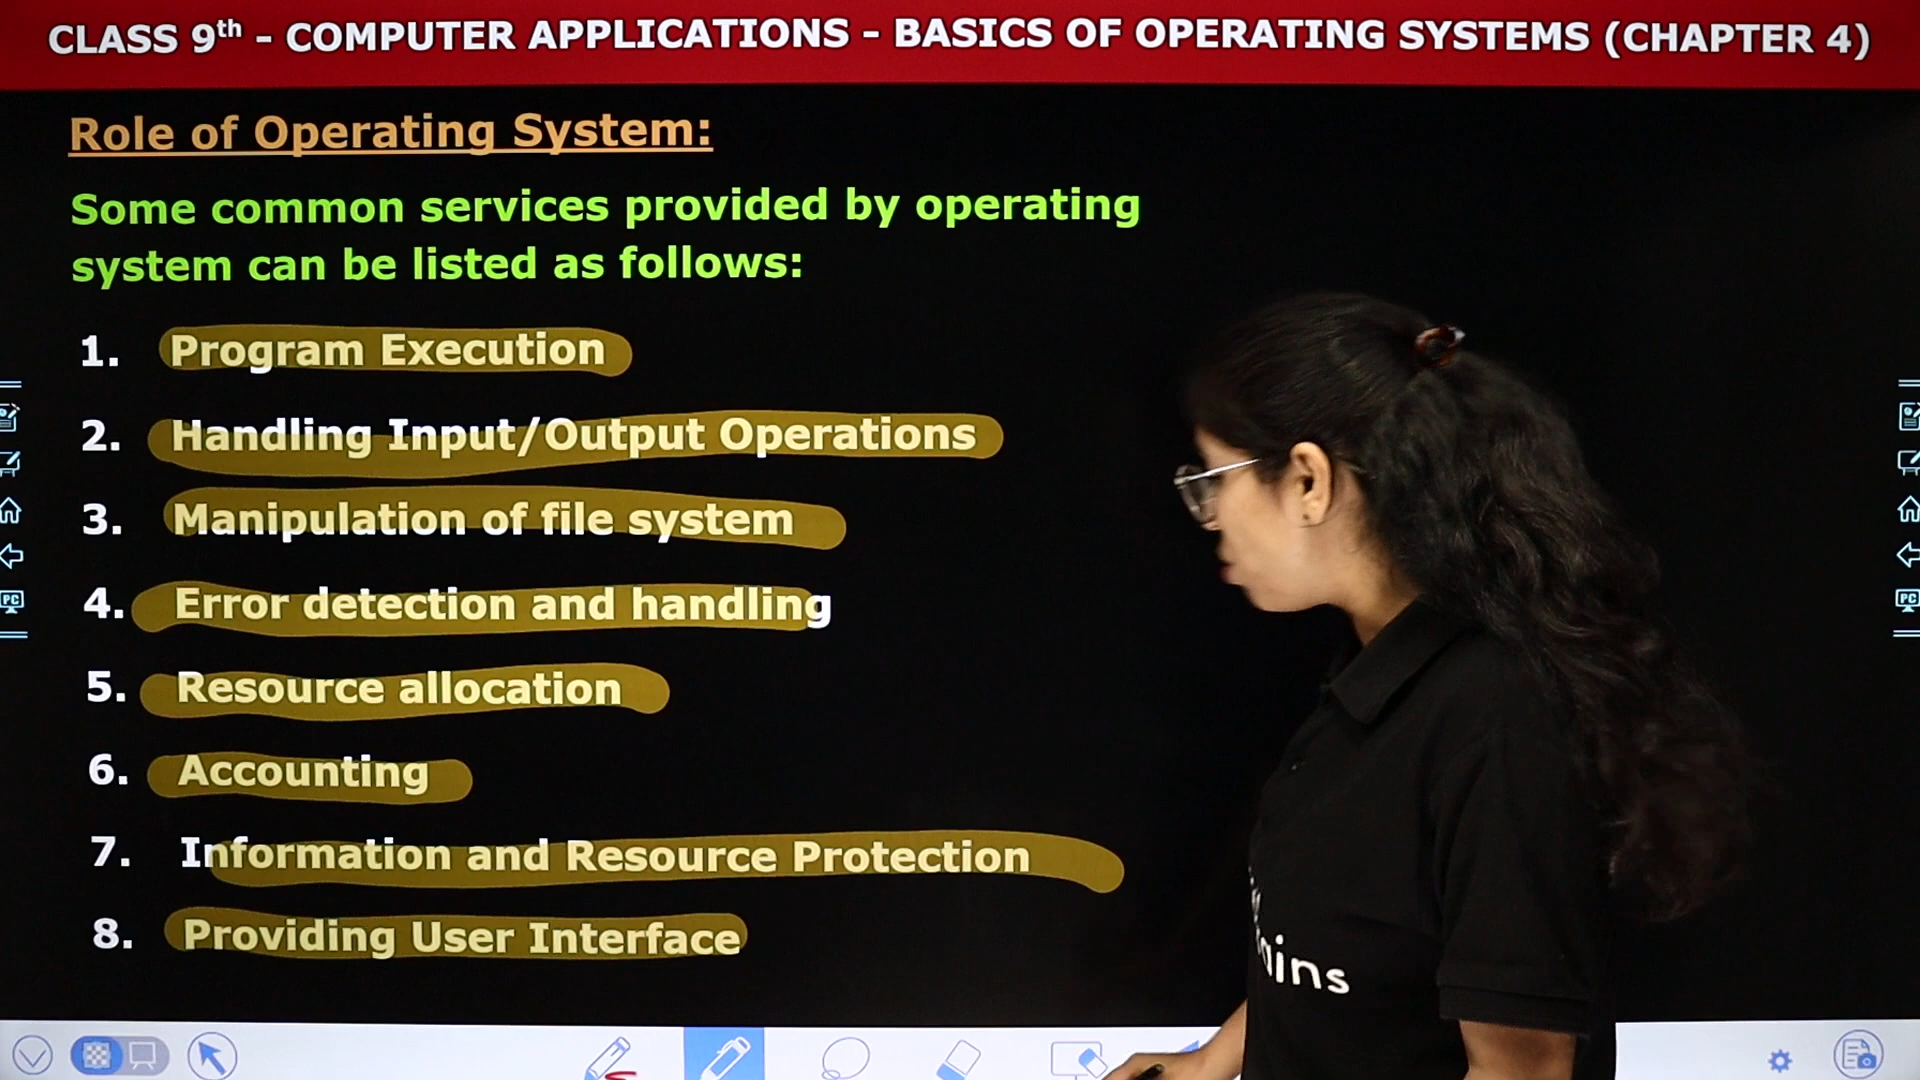 CLASS 9th - COMPUTER APPLICATIONS - BASICS OF OPERATING SYSTEMS (CHAPTER 4)
Role of Operating System:
Some common services provided by operating
system can be listed as follows:
1. Program Execution
2. Handling Input/Output Operations
3. Manipulation of file system
4. Error detection and handling
5. Resource allocation
6. Accounting
7. Information and Resource Protection
8. Providing User Interface
PC
PC